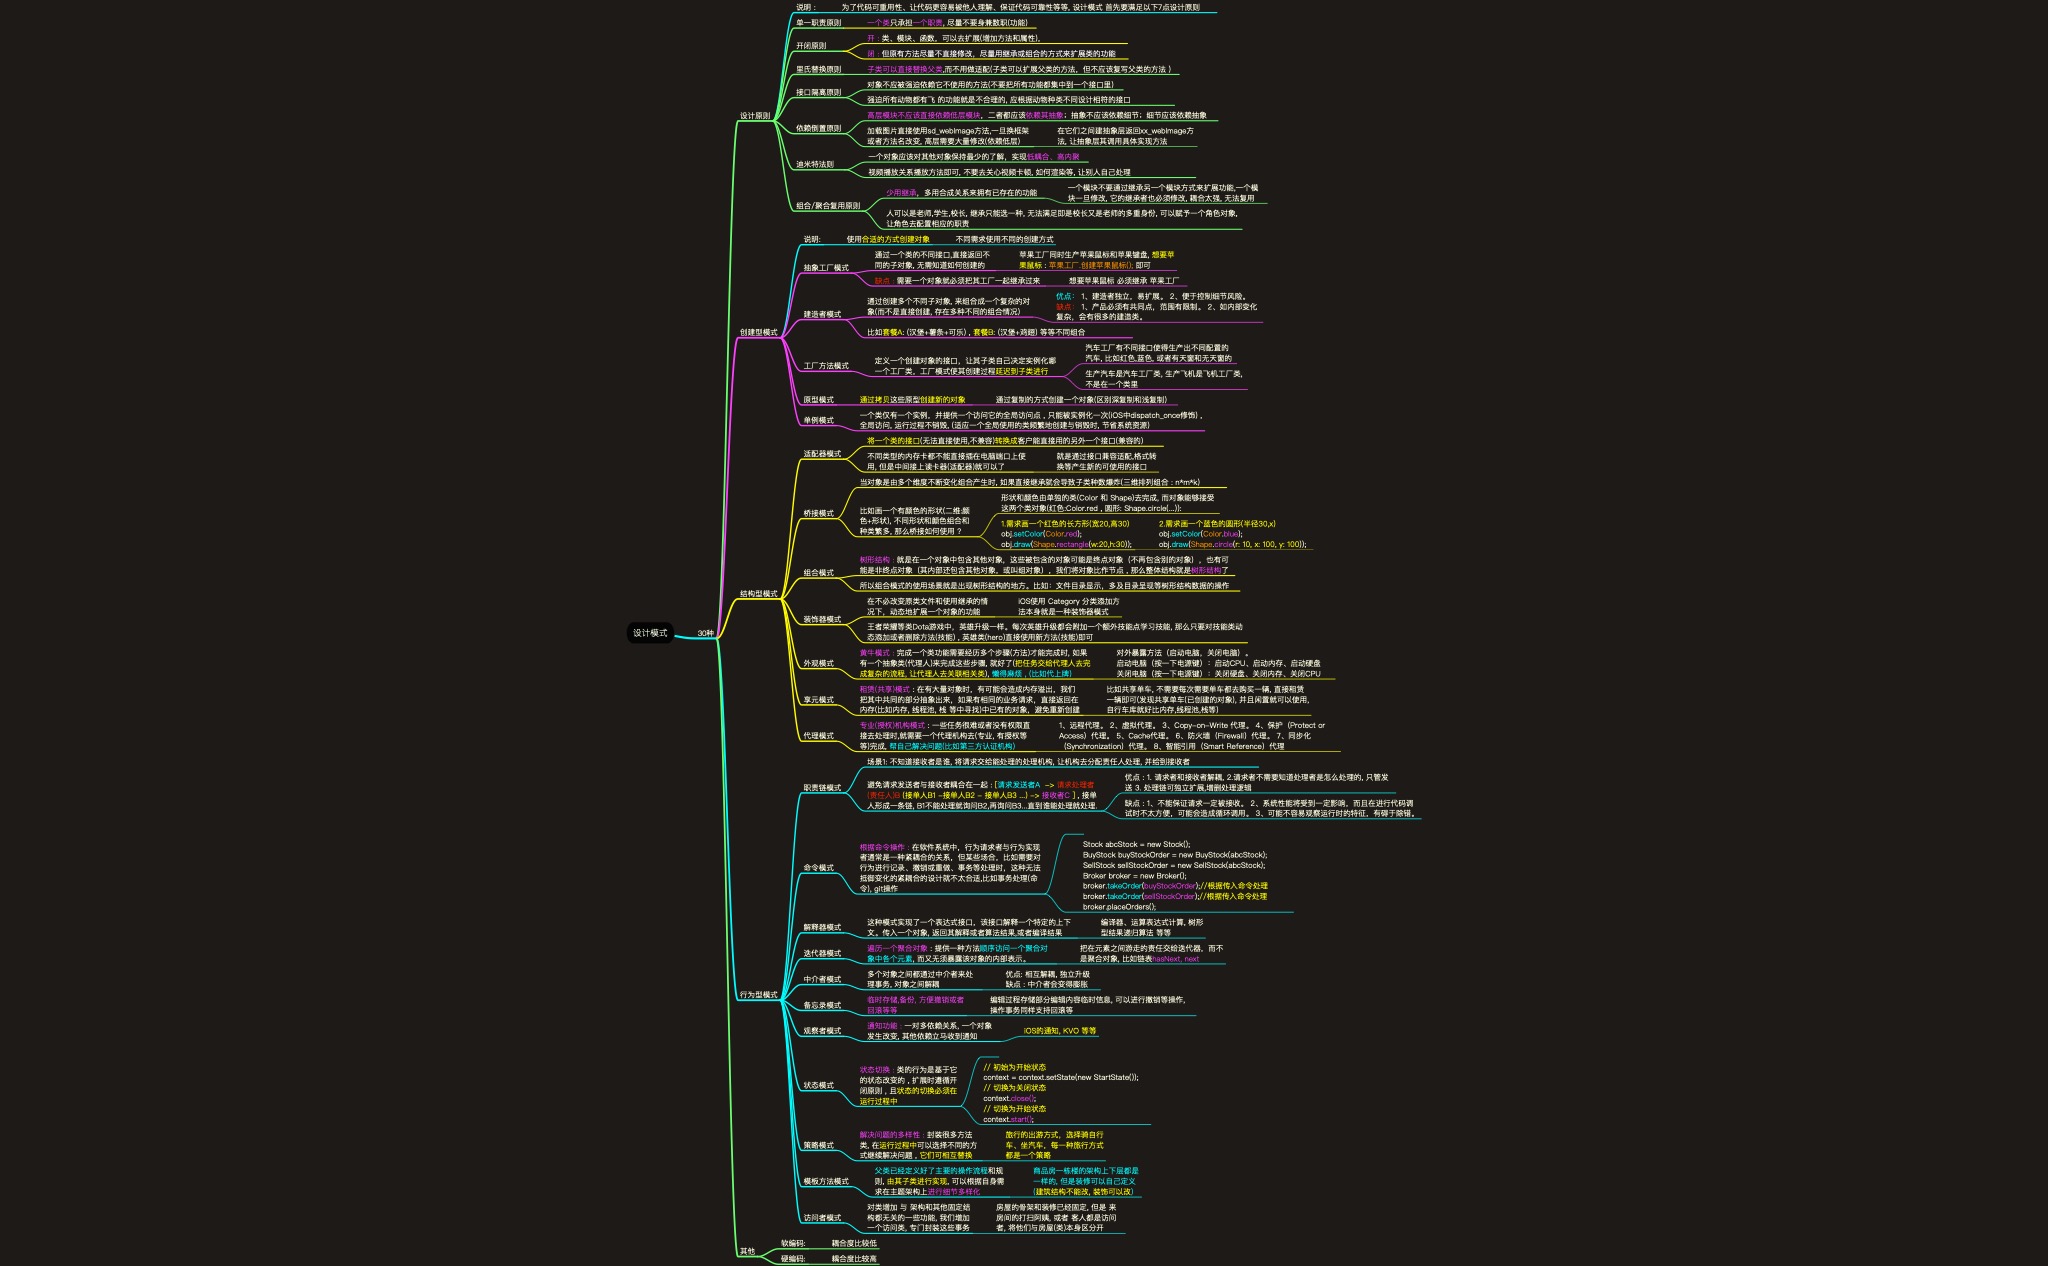 设计模式
30种
设计原则
说明：
为了代码可重用性、让代码更容易被他人理解、保证代码可靠性等等, 设计模式 首先要满足以下7点设计原则
单一职责原则
一个类只承担一个职责, 尽量不要身兼数职(功能)
开闭原则
开：类、模块、函数，可以去扩展(增加方法和属性)，
闭：但原有方法尽量不直接修改，尽量用继承或组合的方式来扩展类的功能
里氏替换原则
子类可以直接替换父类,而不用做适配(子类可以扩展父类的方法，但不应该复写父类的方法 )
接口隔离原则
对象不应被强迫依赖它不使用的方法(不要把所有功能都集中到一个接口里)
强迫所有动物都有飞 的功能就是不合理的, 应根据动物种类不同设计相符的接口
依赖倒置原则
高层模块不应该直接依赖低层模块，二者都应该依赖其抽象；抽象不应该依赖细节；细节应该依赖抽象
加载图片直接使用sd_webImage方法,一旦换框架
或者方法名改变, 高层需要大量修改(依赖低层)
在它们之间建抽象层返回xx_webImage方
法, 让抽象层其调用具体实现方法
迪米特法则
一个对象应该对其他对象保持最少的了解，实现低耦合、高内聚
视频播放关系播放方法即可, 不要去关心视频卡顿, 如何渲染等, 让别人自己处理
组合/聚合复用原则
少用继承，多用合成关系来拥有已存在的功能
一个模块不要通过继承另一个模块方式来扩展功能,一个模
块一旦修改, 它的继承者也必须修改, 耦合太强, 无法复用
人可以是老师,学生,校长, 继承只能选一种, 无法满足即是校长又是老师的多重身份, 可以赋予一个角色对象,
让角色去配置相应的职责
创建型模式
说明:
使用合适的方式创建对象
不同需求使用不同的创建方式
抽象工厂模式
通过一个类的不同接口,直接返回不
同的子对象, 无需知道如何创建的
苹果工厂同时生产苹果鼠标和苹果键盘, 想要苹
果鼠标：苹果工厂.创建苹果鼠标(); 即可
缺点：需要一个对象就必须把其工厂一起继承过来
想要苹果鼠标 必须继承 苹果工厂
建造者模式
通过创建多个不同子对象, 来组合成一个复杂的对
象(而不是直接创建, 存在多种不同的组合情况)
优点： 1、建造者独立，易扩展。 2、便于控制细节风险。
缺点： 1、产品必须有共同点，范围有限制。 2、如内部变化
复杂，会有很多的建造类。
比如套餐A: (汉堡+薯条+可乐) , 套餐B: (汉堡+鸡翅) 等等不同组合
工厂方法模式
定义一个创建对象的接口，让其子类自己决定实例化哪
一个工厂类，工厂模式使其创建过程延迟到子类进行
汽车工厂有不同接口使得生产出不同配置的
汽车, 比如红色,蓝色, 或者有天窗和无天窗的
生产汽车是汽车工厂类, 生产飞机是飞机工厂类,
不是在一个类里
原型模式
通过拷贝这些原型创建新的对象
通过复制的方式创建一个对象(区别深复制和浅复制)
单例模式
一个类仅有一个实例，并提供一个访问它的全局访问点 , 只能被实例化一次(iOS中dispatch_once修饰) ,
全局访问, 运行过程不销毁, (适应一个全局使用的类频繁地创建与销毁时, 节省系统资源)
结构型模式
适配器模式
将一个类的接口(无法直接使用,不兼容)转换成客户能直接用的另外一个接口(兼容的)
不同类型的内存卡都不能直接插在电脑端口上使
用, 但是中间接上读卡器(适配器)就可以了
就是通过接口兼容适配,格式转
换等产生新的可使用的接口
桥接模式
当对象是由多个维度不断变化组合产生时, 如果直接继承就会导致子类种数爆炸(三维排列组合 : n*m*k)
比如画一个有颜色的形状(二维:颜
色+形状), 不同形状和颜色组合和
种类繁多, 那么桥接如何使用 ?
形状和颜色由单独的类(Color 和 Shape)去完成, 而对象能够接受
这两个类对象(红色:Color.red , 圆形: Shape.circle(...)):
1.需求画一个红色的长方形(宽20,高30)
obj.setColor(Color.red);
obj.draw(Shape.rectangle(w:20,h:30));
2.需求画一个蓝色的圆形(半径30,x)
obj.setColor(Color.blue);
obj.draw(Shape.circle(r: 10, x: 100, y: 100));
组合模式
树形结构：就是在一个对象中包含其他对象，这些被包含的对象可能是终点对象（不再包含别的对象），也有可
能是非终点对象（其内部还包含其他对象，或叫组对象），我们将对象比作节点 , 那么整体结构就是树形结构了
所以组合模式的使用场景就是出现树形结构的地方。比如：文件目录显示，多及目录呈现等树形结构数据的操作
装饰器模式
在不必改变原类文件和使用继承的情
况下，动态地扩展一个对象的功能
iOS使用 Category 分类添加方
法本身就是一种装饰器模式
王者荣耀等类Dota游戏中，英雄升级一样。每次英雄升级都会附加一个额外技能点学习技能, 那么只要对技能类动
态添加或者删除方法(技能) , 英雄类(hero)直接使用新方法(技能)即可
外观模式
黄牛模式：完成一个类功能需要经历多个步骤(方法)才能完成时, 如果
有一个抽象类(代理人)来完成这些步骤, 就好了(把任务交给代理人去完
成复杂的流程, 让代理人去关联相关类), 懒得麻烦 , (比如代上牌)
对外暴露方法（启动电脑，关闭电脑）。
启动电脑（按一下电源键）：启动CPU、启动内存、启动硬盘
关闭电脑（按一下电源键）：关闭硬盘、关闭内存、关闭CPU
享元模式
租赁(共享)模式：在有大量对象时，有可能会造成内存溢出，我们
把其中共同的部分抽象出来，如果有相同的业务请求，直接返回在
内存(比如内存, 线程池, 栈 等中寻找)中已有的对象，避免重新创建
比如共享单车, 不需要每次需要单车都去购买一辆, 直接租赁
一辆即可(发现共享单车(已创建的对象), 并且闲置就可以使用,
自行车库就好比内存,线程池,栈等)
代理模式
专业(授权)机构模式：一些任务很难或者没有权限直
接去处理时,就需要一个代理机构去(专业, 有授权等
等)完成, 帮自己解决问题(比如第三方认证机构)
1、远程代理。 2、虚拟代理。 3、Copy-on-Write 代理。 4、保护（Protect or
Access）代理。 5、Cache代理。 6、防火墙（Firewall）代理。 7、同步化
（Synchronization）代理。 8、智能引用（Smart Reference）代理
行为型模式
职责链模式
场景1: 不知道接收者是谁, 将请求交给能处理的处理机构, 让机构去分配责任人处理, 并给到接收者
避免请求发送者与接收者耦合在一起 : [请求发送者A -> 请求处理者
(责任人)B (接单人B1 -接单人B2 - 接单人B3 ...) -> 接收者C ] , 接单
人形成一条链, B1不能处理就询问B2,再询问B3...直到谁能处理就处理.
优点 : 1. 请求者和接收者解耦, 2.请求者不需要知道处理者是怎么处理的, 只管发
送 3. 处理链可独立扩展,增删处理逻辑
缺点：1、不能保证请求一定被接收。 2、系统性能将受到一定影响，而且在进行代码调
试时不太方便，可能会造成循环调用。 3、可能不容易观察运行时的特征，有碍于除错。
命令模式
根据命令操作：在软件系统中，行为请求者与行为实现
者通常是一种紧耦合的关系，但某些场合，比如需要对
行为进行记录、撤销或重做、事务等处理时，这种无法
抵御变化的紧耦合的设计就不太合适,比如事务处理(命
令), git操作
Stock abcStock = new Stock();
BuyStock buyStockOrder = new BuyStock(abcStock);
SellStock sellStockOrder = new SellStock(abcStock);
Broker broker = new Broker();
broker.takeOrder(buyStockOrder);//根据传入命令处理
broker.takeOrder(sellStockOrder);//根据传入命令处理
broker.placeOrders();
解释器模式
这种模式实现了一个表达式接口，该接口解释一个特定的上下
文。传入一个对象, 返回其解释或者算法结果,或者编译结果
编译器、运算表达式计算, 树形
型结果递归算法 等等
迭代器模式
遍历一个聚合对象：提供一种方法顺序访问一个聚合对
象中各个元素, 而又无须暴露该对象的内部表示。
把在元素之间游走的责任交给迭代器，而不
是聚合对象, 比如链表hasNext, next
中介者模式
多个对象之间都通过中介者来处
理事务, 对象之间解耦
优点: 相互解耦, 独立升级
缺点 : 中介者会变得膨胀
备忘录模式
临时存储,备份, 方便撤销或者
回滚等等
编辑过程存储部分编辑内容临时信息, 可以进行撤销等操作,
操作事务同样支持回滚等
观察者模式
通知功能：一对多依赖关系, 一个对象
发生改变, 其他依赖立马收到通知
iOS的通知, KVO 等等
状态模式
状态切换：类的行为是基于它
的状态改变的 , 扩展时遵循开
闭原则 , 且状态的切换必须在
运行过程中
// 初始为开始状态
context = context.setState(new StartState());
// 切换为关闭状态
context.close();
// 切换为开始状态
context.start();
策略模式
解决问题的多样性：封装很多方法
类, 在运行过程中可以选择不同的方
式继续解决问题 , 它们可相互替换
旅行的出游方式，选择骑自行
车、坐汽车，每一种旅行方式
都是一个策略
模板方法模式
父类已经定义好了主要的操作流程和规
则, 由其子类进行实现, 可以根据自身需
求在主题架构上进行细节多样化
商品房一栋楼的架构上下层都是
一样的, 但是装修可以自己定义
(建筑结构不能改, 装饰可以改)
访问者模式
对类增加 与 架构和其他固定结
构都无关的一些功能, 我们增加
一个访问类, 专门封装这些事务
房屋的骨架和装修已经固定, 但是 来
房间的打扫阿姨, 或者 客人都是访问
者, 将他们与房屋(类)本身区分开
其他
软编码:
耦合度比较低
硬编码:
耦合度比较高